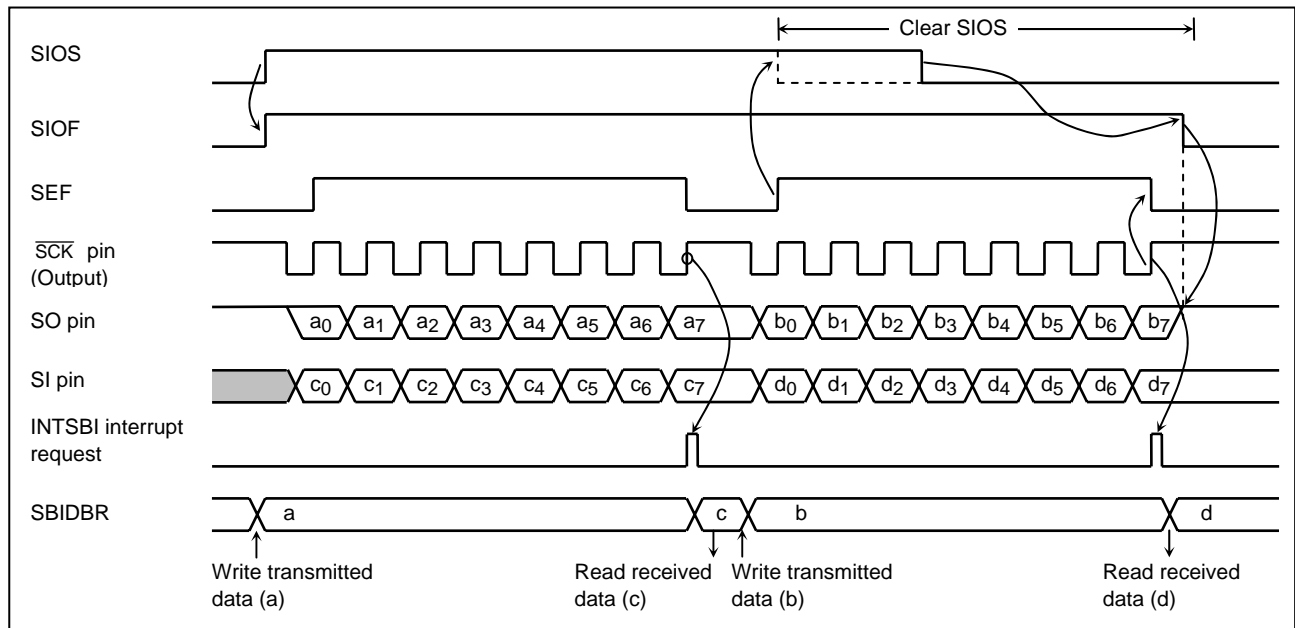 Clear SIOS
SIOS
SIOF
SEF
SCK pin
(Output)
SO pin
a0 a1 a2 a3 a4 a5 a6 a7 b0 b1 b2 b3 b4 b5 b6 b7
SI pin
c0 c1 c2 c3 c4 c5 c6 c7 d0 d1 d2 d3 d4 d5 d6 d7
INTSBI interrupt
request
SBIDBR
a c b d
Write transmitted
data (a)
Read received
data (c)
Write transmitted
data (b)
Read received
data (d)